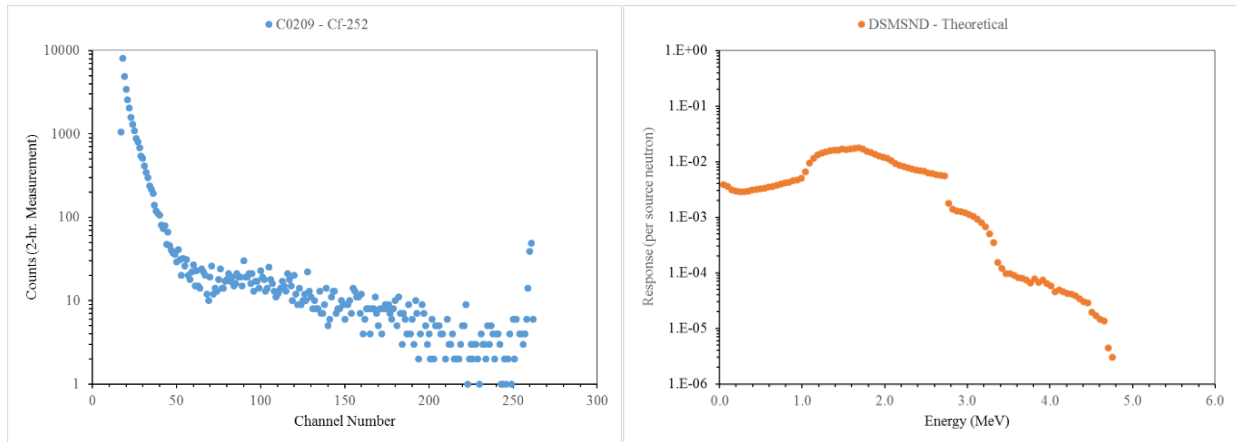 C0209 - Cf-252
Counts (2-hr. Measurement)
10000
1000
100
10
1
0 50 100 150 200 250 300
Channel Number
DSMSND - Theoretical
Response (per source neutron)
1.E+00
1.E-01
1.E-02
1.E-03
1.E-04
1.E-05
1.E-06
0.0 1.0 2.0 3.0 4.0 5.0 6.0
Energy (MeV)